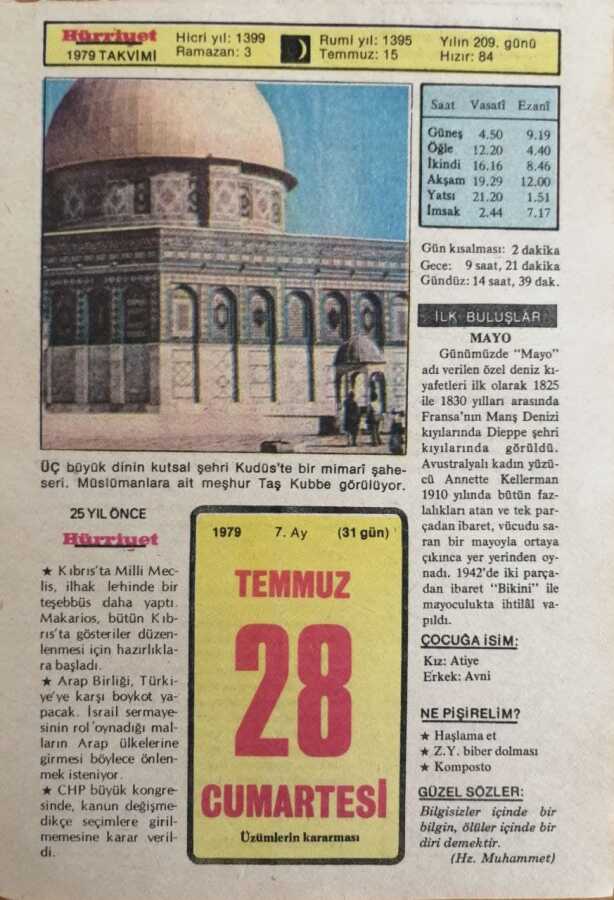 Hürriyet
1979 TAKVİMİ
Hicri yıl: 1399
Ramazan: 3
Rumi yıl: 1395
Temmuz: 15
Yılın 209. günü
Hızır: 84
Saat Vasatî Ezanî
Güneş 4.50 9.19
Öğle 12.20 4.40
İkindi 16.16 8.46
Akşam 19.29 12.00
Yatsı 21.20 1.51
İmsak 2.44 7.17
Gün kısalması: 2 dakika
Gece: 9 saat, 21 dakika
Gündüz: 14 saat, 39 dak.
ÜÇ büyük dinin kutsal şehri Kudüs'te bir mimarî şahe-
seri. Müslümanlara ait meşhur Taş Kubbe görülüyor.
İLK BULUŞLAR
MAYO
Günümüzde "Mayo"
adı verilen özel deniz kı-
yafetleri ilk olarak 1825
ile 1830 yılları arasında
Fransa'nın Manş Denizi
kıyılarında Dieppe şehri
kıyılarında görüldü.
Avustralyalı kadın yüzü-
cü Annette Kellerman
1910 yılında bütün faz-
lalıkları atan ve tek par-
çadan ibaret, vücudu sa-
ran bir mayoyla ortaya
çıkınca yer yerinden oy-
nadı. 1942'de iki parça-
dan ibaret "Bikini" ile
mayoculukta ihtilâl ya-
pıldı.
ÇOCUĞA İSİM:
Kız: Atiye
Erkek: Avni
NE PİŞİRELİM?
★ Haşlama et
★ Z.Y. biber dolması
★ Komposto
GÜZEL SÖZLER:
Bilgisizler içinde bir
bilgin, ölüler içinde bir
diri demektir.
(Hz. Muhammet)
25 YIL ÖNCE
Hürriyet
★ Kıbrıs'ta Milli Mec-
lis, ilhak lehinde bir
teşebbüs daha yaptı.
Makarios, bütün Kıb-
rıs'ta gösteriler düzen-
lenmesi için hazırlıkla-
ra başladı.
★ Arap Birliği, Türki-
ye'ye karşı boykot ya-
pacak. İsrail sermaye-
sinin rol oynadığı mal-
ların Arap ülkelerine
girmesi böylece önlen-
mek isteniyor.
★ CHP büyük kongre-
sinde, kanun değişme-
dikçe seçimlere giril-
memesine karar veril-
di.
1979 7. Ay (31 gün)
TEMMUZ
28
CUMARTESİ
Üzümlerin kararması